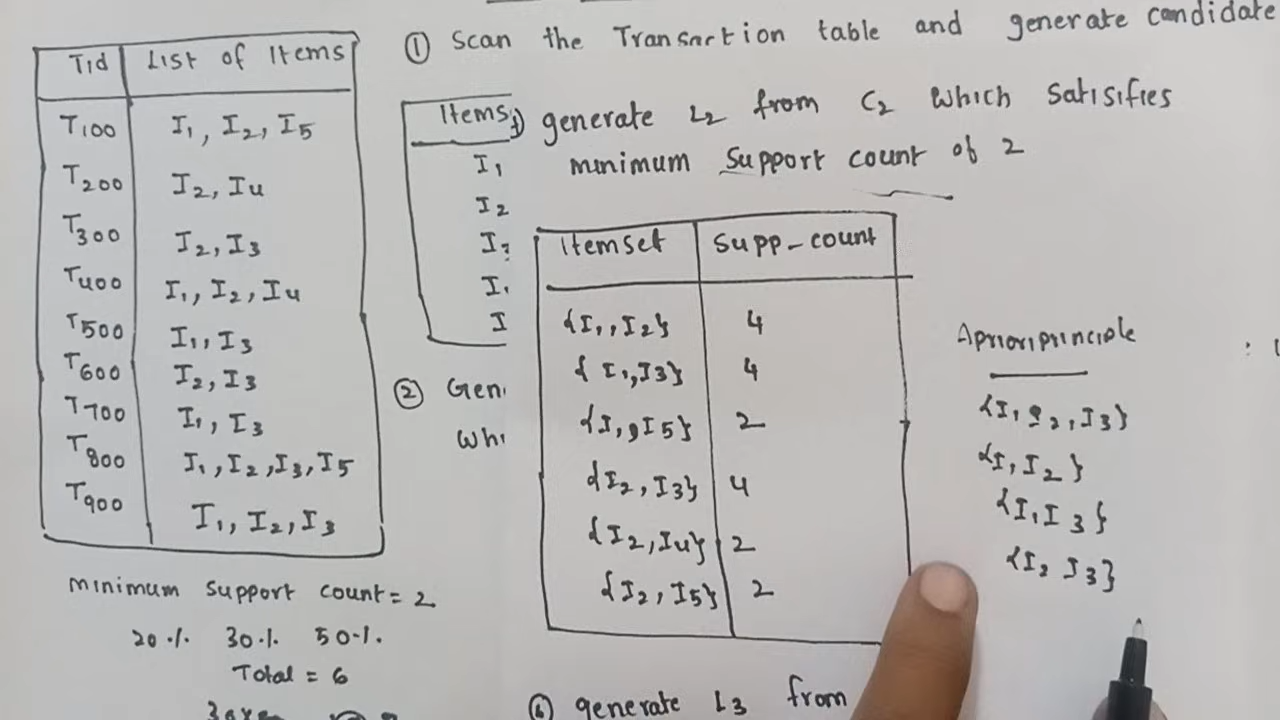 Tid List of Items
T100 I1, I2, I5
T200 I2, I4
T300 I2, I3
T400 I1, I2, I4
T500 I1, I3
T600 I2, I3
T700 I1, I3
T800 I1, I2, I3, I5
T900 I1, I2, I3
minimum support count = 2
20 %. 30 %. 50 %.
Total = 6
① Scan the Transaction table and generate candidate
Items
I1
I2
I3
I
I
② Gen
Whi
generate L2 from C2 which satisifies
minimum support count of 2
Itemset Supp_count
{I1, I2} 4
{I1, I3} 4
{I1, I5} 2
{I2, I3} 4
{I2, I4} 2
{I2, I5} 2
Aprioriprinciple
{I1 I2, I3}
{I1 I2}
{I1 I3}
{I2 I3}
⑥ generate L3 from